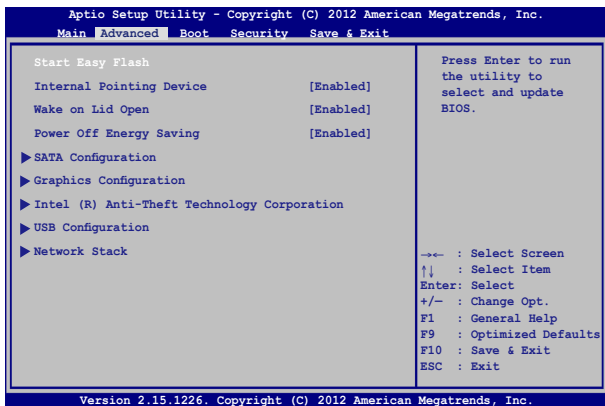 Aptio Setup Utility - Copyright (C) 2012 American Megatrends, Inc.
Main Advanced Boot Security Save & Exit
Start Easy Flash
Internal Pointing Device [Enabled]
Wake on Lid Open [Enabled]
Power Off Energy Saving [Enabled]
SATA Configuration
Graphics Configuration
Intel (R) Anti-Theft Technology Corporation
USB Configuration
Network Stack
Press Enter to run
the utility to
select and update
BIOS.
→← : Select Screen
↑↓ : Select Item
Enter: Select
+/— : Change Opt.
F1 : General Help
F9 : Optimized Defaults
F10 : Save & Exit
ESC : Exit
Version 2.15.1226. Copyright (C) 2012 American Megatrends, Inc.